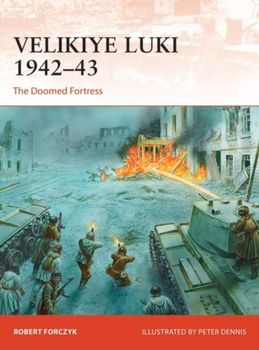 VELIKIYE LUKI
1942–43
The Doomed Fortress
ROBERT FORCZYK
ILLUSTRATED BY PETER DENNIS